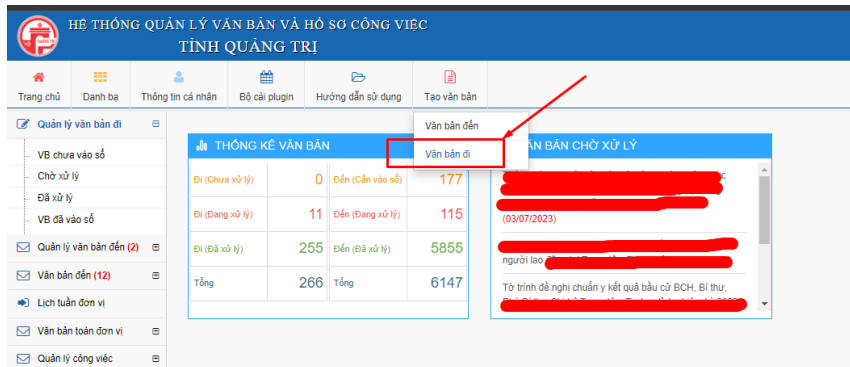 HỆ THỐNG QUẢN LÝ VĂN BẢN VÀ HỒ SƠ CÔNG VIỆC
TỈNH QUẢNG TRỊ
Trang chủ Danh bạ Thông tin cá nhân Bộ cài plugin Hướng dẫn sử dụng Tạo văn bản
Văn bản đến
Văn bản đi
Quản lý văn bản đi
VB chưa vào sổ
Chờ xử lý
Đã xử lý
VB đã vào sổ
Quản lý văn bản đến (2)
Văn bản đến (12)
Lịch tuần đơn vị
Văn bản toàn đơn vị
Quản lý công việc
THỐNG KÊ VĂN BẢN
Đi (Chưa xử lý) 0 Đến (Cần vào sổ) 177
Đi (Đang xử lý) 11 Đến (Đang xử lý) 115
Đi (Đã xử lý) 255 Đến (Đã xử lý) 5855
Tổng 266 Tổng 6147
ĂN BẢN CHỜ XỬ LÝ
(03/07/2023)
người lao
Tờ trình đề nghị chuẩn y kết quả bầu cử BCH, Bí thư,